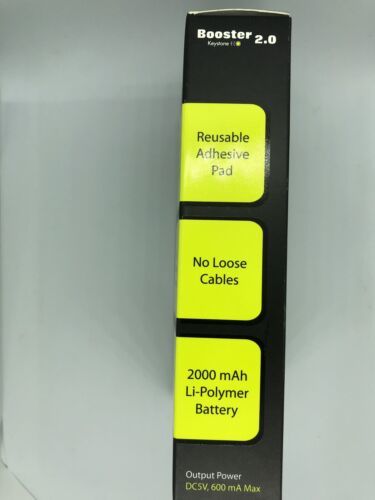 Booster 2.0
Keystone
Reusable
Adhesive
Pad
No Loose
Cables
2000 mAh
Li-Polymer
Battery
Output Power
DC5V, 600 mA Max